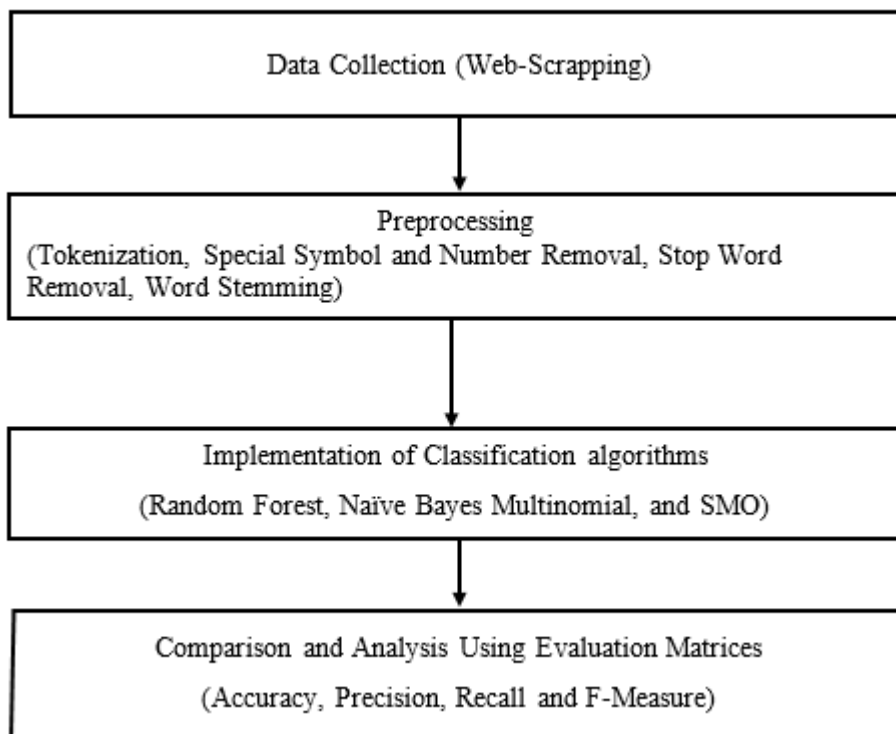 Data Collection (Web-Scrapping)
Preprocessing
(Tokenization, Special Symbol and Number Removal, Stop Word
Removal, Word Stemming)
Implementation of Classification algorithms
(Random Forest, Naïve Bayes Multinomial, and SMO)
Comparison and Analysis Using Evaluation Matrices
(Accuracy, Precision, Recall and F-Measure)